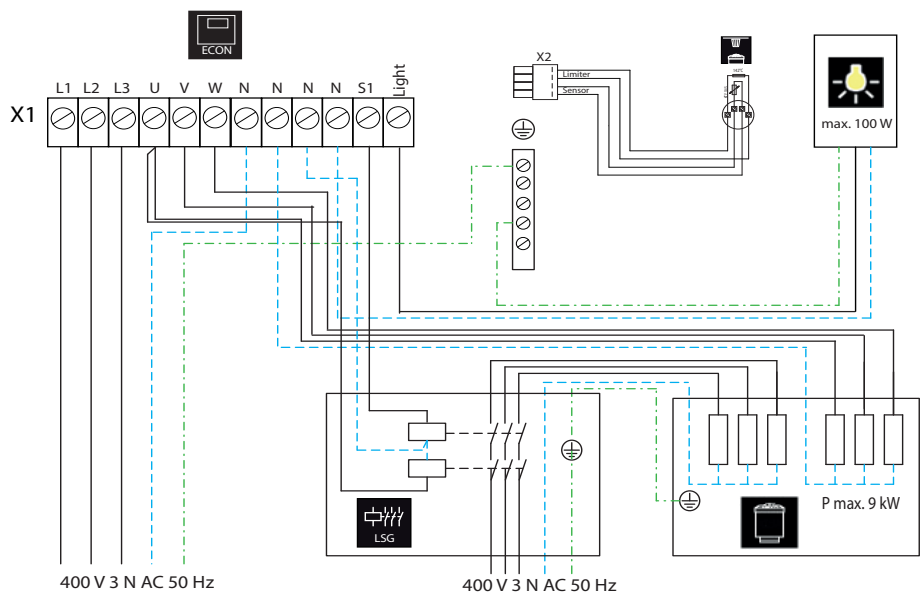 ECON
X1
L1 L2 L3 U V W N N N N S1 Light
X2
Limiter
Sensor
max. 100 W
LSG
P max. 9 kW
400 V 3 N AC 50 Hz
400 V 3 N AC 50 Hz